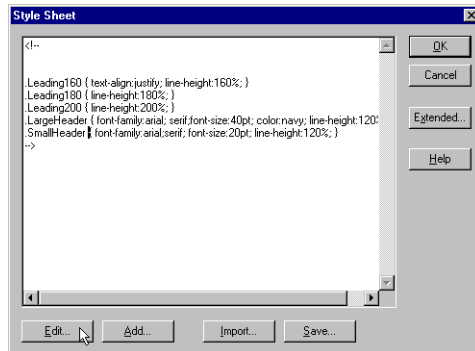 Style Sheet
<!--
.Leading160 { text-align:justify; line-height:160%; }
.Leading180 { line-height:180%; }
.Leading200 { line-height:200%; }
.LargeHeader { font-family:arial; serif;font-size:40pt; color:navy; line-height:120%
.SmallHeader { font-family:arial;serif; font-size:20pt; line-height:120%; }
-->
OK
Cancel
Extended...
Help
Edit...
Add...
Import...
Save...